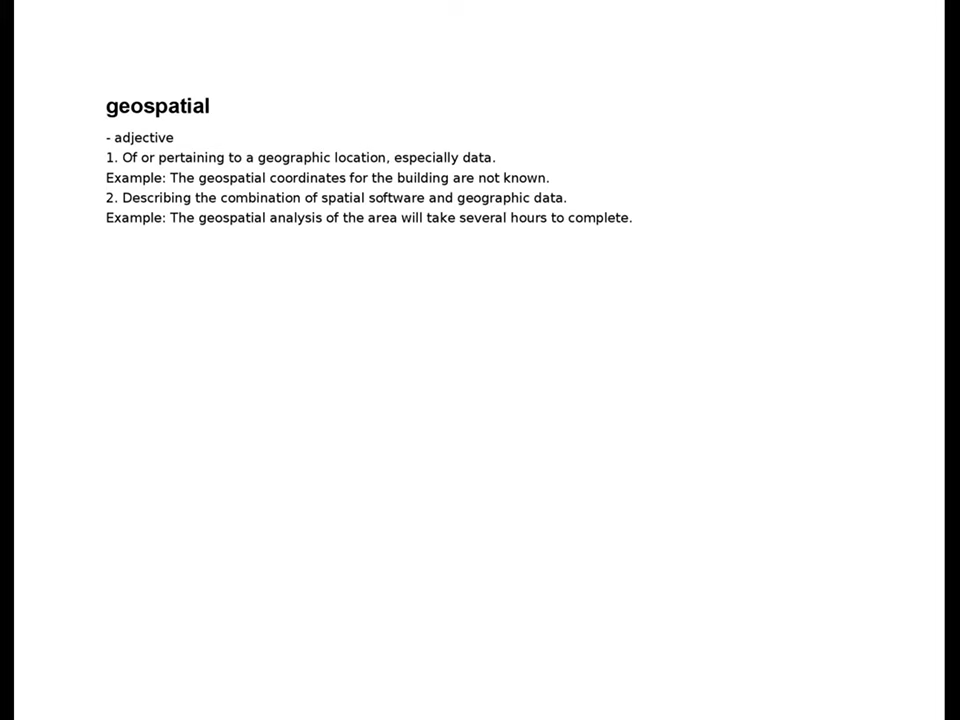 geospatial
- adjective
1. Of or pertaining to a geographic location, especially data.
Example: The geospatial coordinates for the building are not known.
2. Describing the combination of spatial software and geographic data.
Example: The geospatial analysis of the area will take several hours to complete.